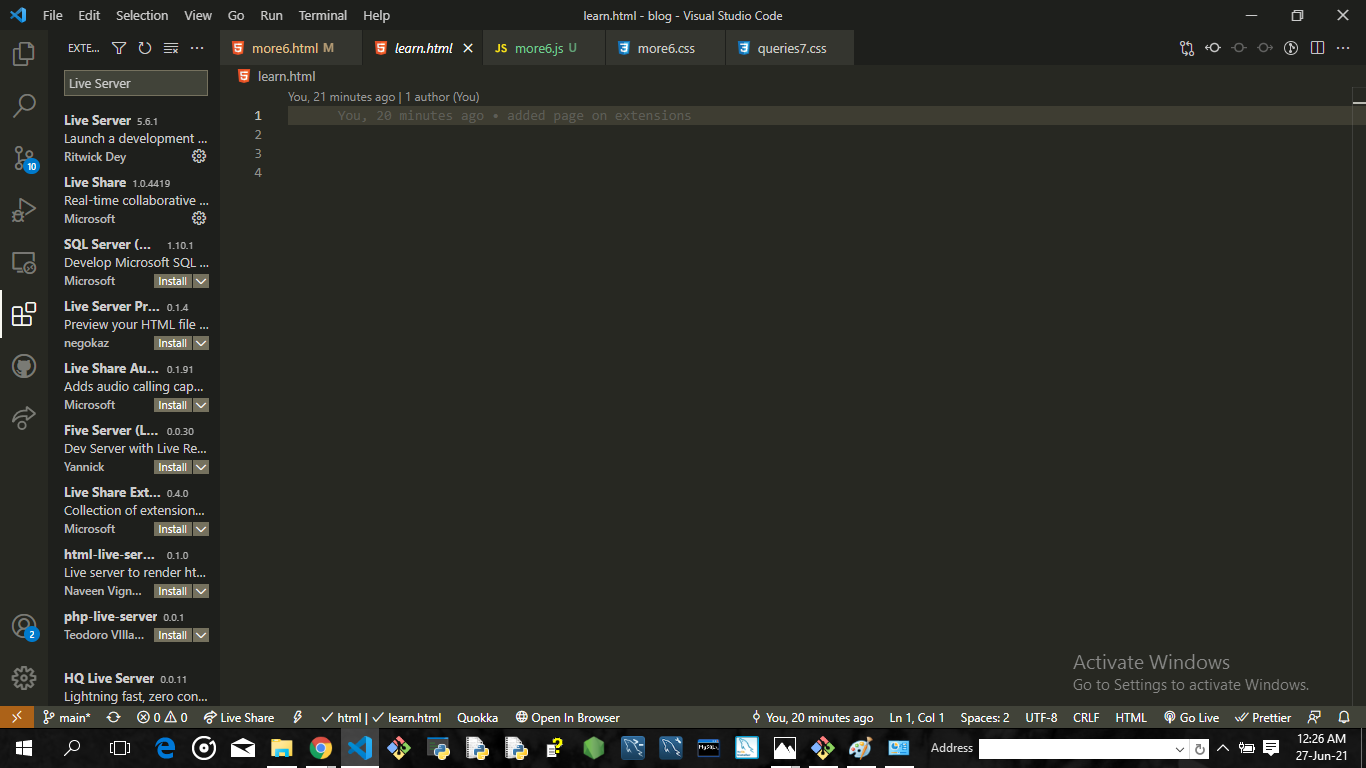 File Edit Selection View Go Run Terminal Help
learn.html - blog - Visual Studio Code
EXTE...
more6.html M
learn.html
JS more6.js U
more6.css
queries7.css
Live Server
learn.html
You, 21 minutes ago | 1 author (You)
1 You, 20 minutes ago • added page on extensions
2
3
4
Live Server 5.6.1
Launch a development ...
Ritwick Dey
Live Share 1.0.4419
Real-time collaborative ...
Microsoft
SQL Server (... 1.10.1
Develop Microsoft SQL ...
Microsoft Install
Live Server Pr... 0.1.4
Preview your HTML file ...
negokaz Install
Live Share Au... 0.1.91
Adds audio calling cap...
Microsoft Install
Five Server (L... 0.0.30
Dev Server with Live Re...
Yannick Install
Live Share Ext... 0.4.0
Collection of extension...
Microsoft Install
html-live-ser... 0.1.0
Live server to render ht...
Naveen Vign... Install
php-live-server 0.0.1
Teodoro VIlla... Install
HQ Live Server 0.0.11
Lightning fast, zero con...
10
2
Activate Windows
Go to Settings to activate Windows.
main* 0 0 Live Share html | learn.html Quokka Open In Browser You, 20 minutes ago Ln 1, Col 1 Spaces: 2 UTF-8 CRLF HTML Go Live Prettier
MySQL
Address
12:26 AM
27-Jun-21